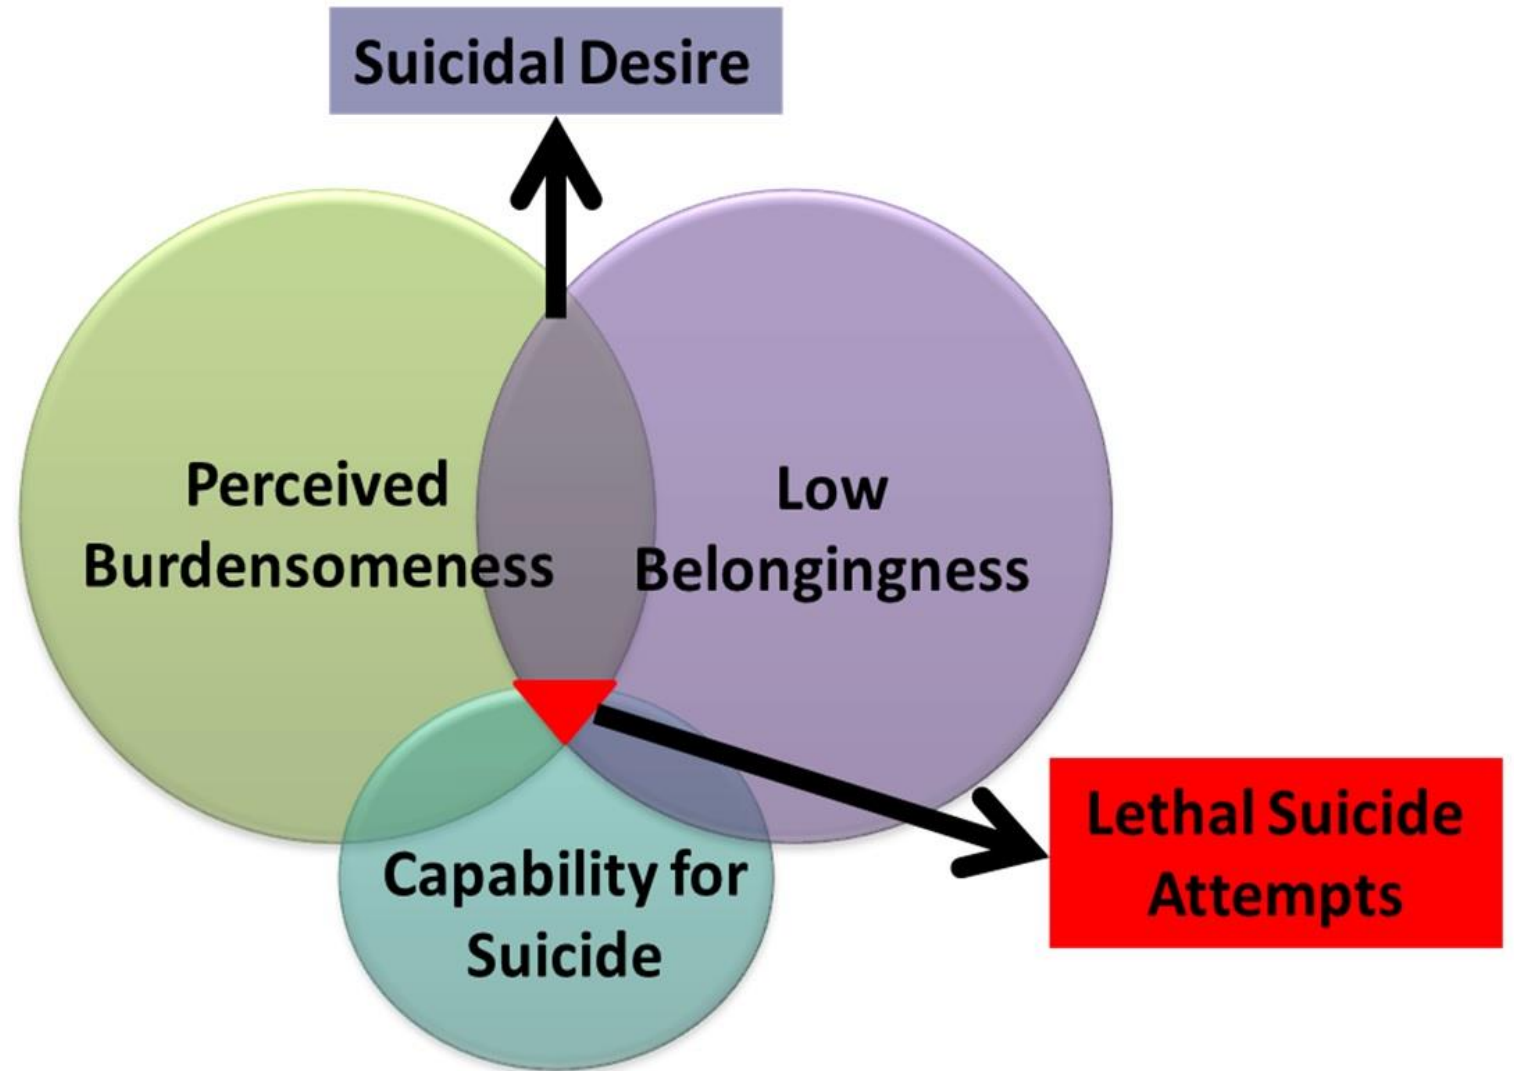 Suicidal Desire
Perceived
Burdensomeness
Low
Belongingness
Capability for
Suicide
Lethal Suicide
Attempts